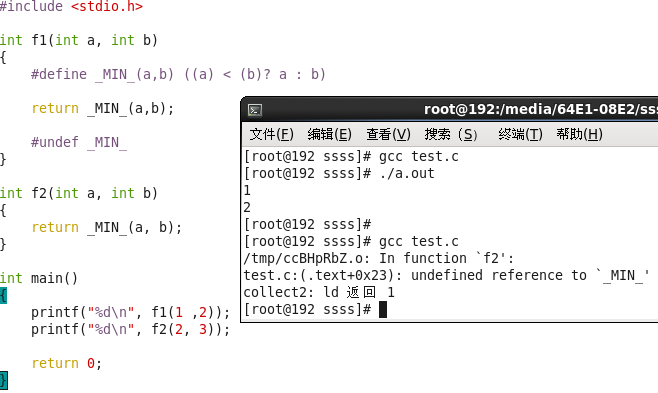 #include <stdio.h>
int f1(int a, int b)
{
#define _MIN_(a,b) ((a) < (b)? a : b)
return _MIN_(a,b);
#undef _MIN_
}
int f2(int a, int b)
{
return _MIN_(a, b);
}
int main()
{
printf("%d\n", f1(1 ,2));
printf("%d\n", f2(2, 3));
return 0;
}
root@192:/media/64E1-08E2/sss
文件(F) 编辑(E) 查看(V) 搜索 (S) 终端(T) 帮助(H)
[root@192 ssss]# gcc test.c
[root@192 ssss]# ./a.out
1
2
[root@192 ssss]#
[root@192 ssss]# gcc test.c
/tmp/ccBHpRbZ.o: In function `f2':
test.c:(.text+0x23): undefined reference to `_MIN_'
collect2: ld 返回 1
[root@192 ssss]#